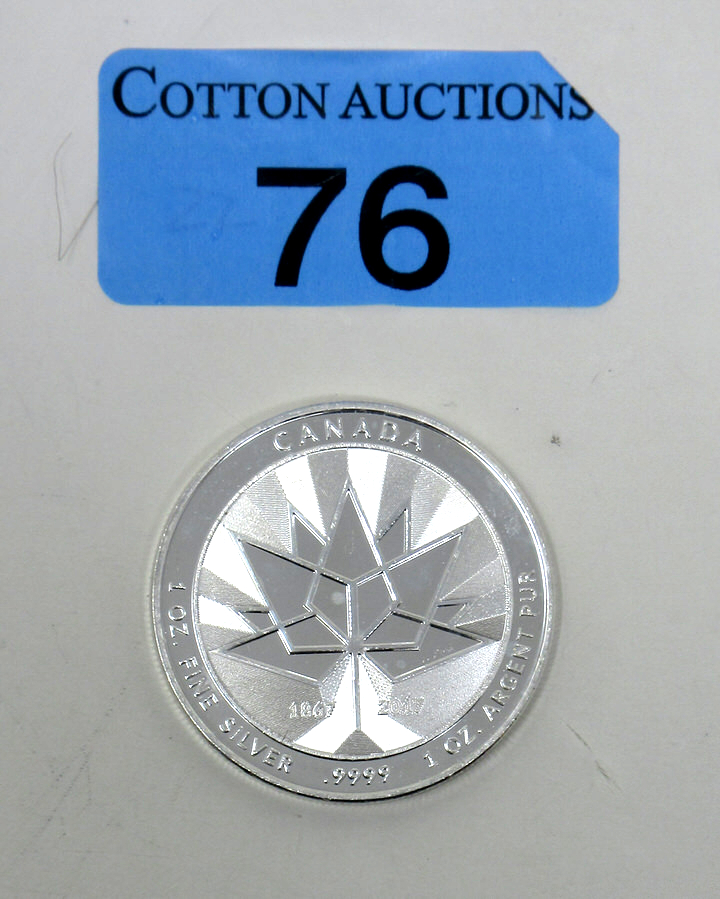 COTTON AUCTIONS
76
CANADA
1867 2017
1 OZ. FINE SILVER .9999 1 OZ. ARGENT PUR